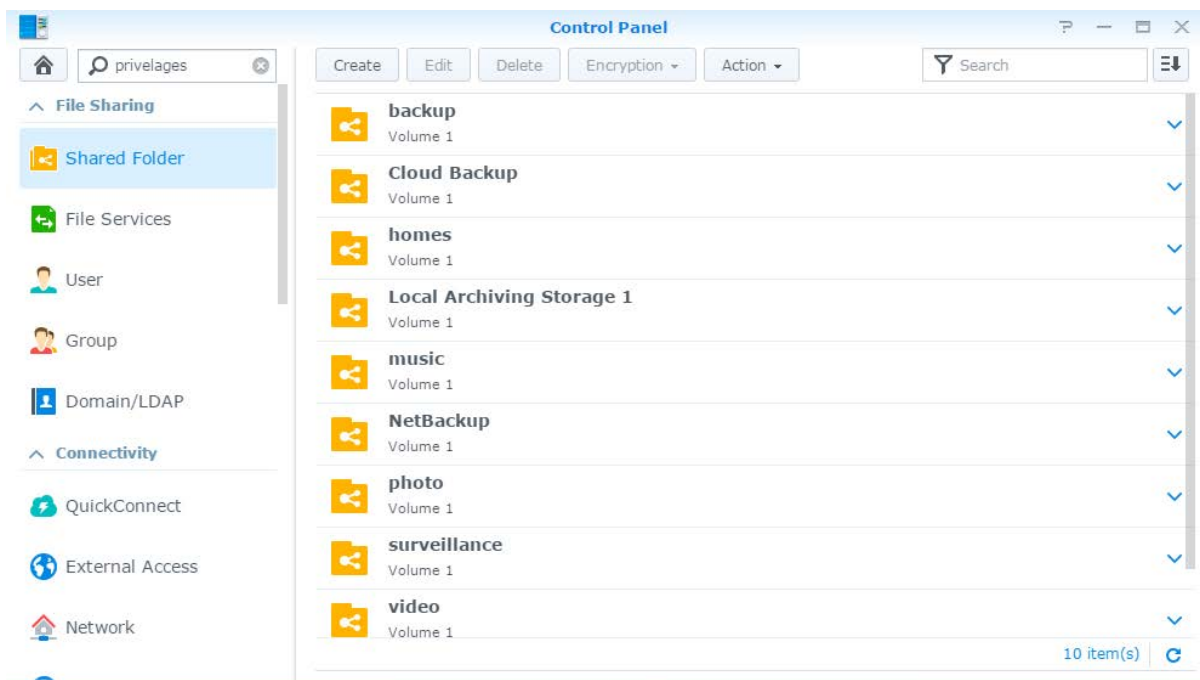 Control Panel
privelages
File Sharing
Shared Folder
File Services
User
Group
Domain/LDAP
Connectivity
QuickConnect
External Access
Network
Create Edit Delete Encryption Action Search
backup
Volume 1
Cloud Backup
Volume 1
homes
Volume 1
Local Archiving Storage 1
Volume 1
music
Volume 1
NetBackup
Volume 1
photo
Volume 1
surveillance
Volume 1
video
Volume 1
10 item(s)